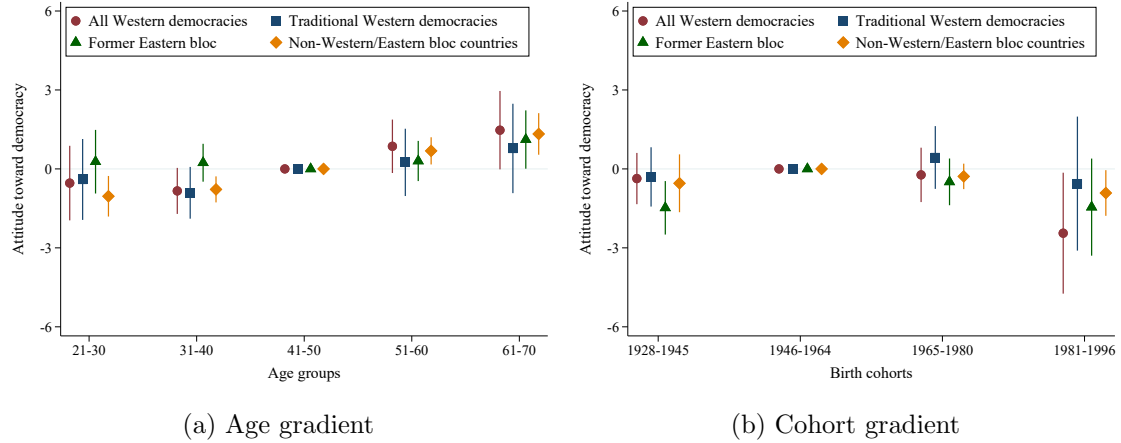 All Western democracies
Traditional Western democracies
Former Eastern bloc
Non-Western/Eastern bloc countries
6
3
0
-3
-6
Attitude toward democracy
21-30
31-40
41-50
51-60
61-70
Age groups
(a) Age gradient
All Western democracies
Traditional Western democracies
Former Eastern bloc
Non-Western/Eastern bloc countries
6
3
0
-3
-6
Attitude toward democracy
1928-1945
1946-1964
1965-1980
1981-1996
Birth cohorts
(b) Cohort gradient